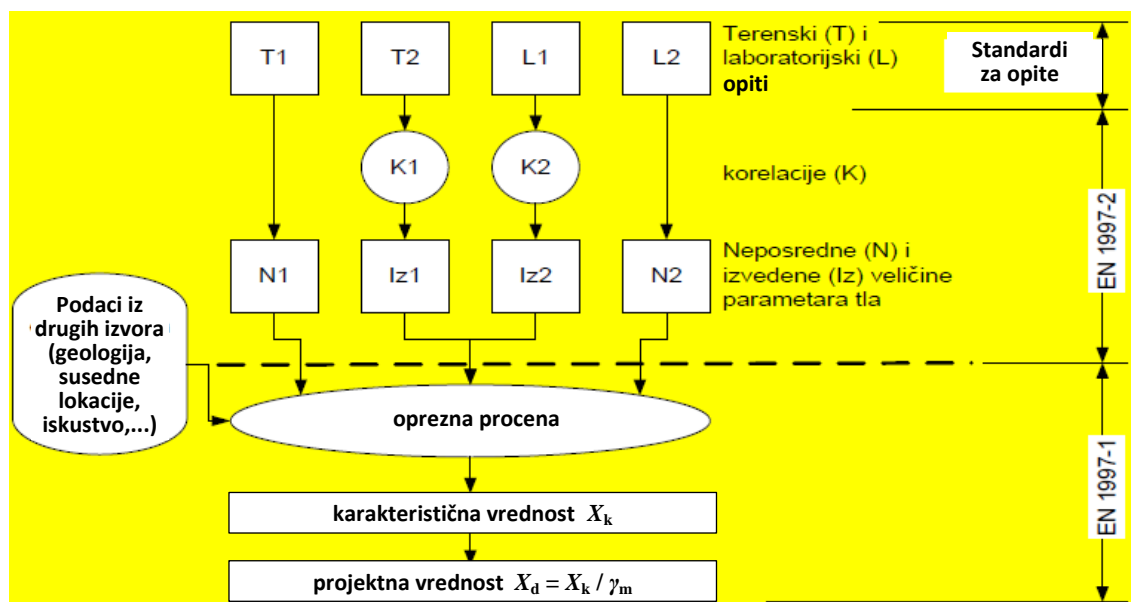 T1
T2
L1
L2
Terenski (T) i
laboratorijski (L)
opiti
Standardi
za opite
K1
K2
korelacije (K)
EN 1997-2
N1
Iz1
Iz2
N2
Neposredne (N) i
izvedene (Iz) veličine
parametara tla
Podaci iz
drugih izvora
(geologija,
susedne
lokacije,
iskustvo,...)
oprezna procena
EN 1997-1
karakteristična vrednost Xk
projektna vrednost Xd = Xk / γm